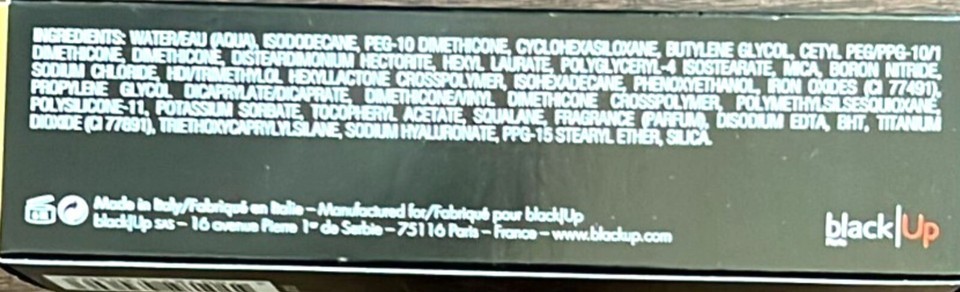 INGREDIENTS: WATER/EAU (AQUA), ISODODECANE, PEG-10 DIMETHICONE, CYCLOHEXASILOXANE, BUTYLENE GLYCOL, CETYL PEG/PPG-10/1
DIMETHICONE, DIMETHICONE, DISTEARDIMONIUM HECTORITE, HEXYL LAURATE, POLYGLYCERYL-4 ISOSTEARATE, MICA, BORON NITRIDE,
SODIUM CHLORIDE, HDI/TRIMETHYLOL HEXYLLACTONE CROSSPOLYMER, ISOHEXADECANE, PHENOXYETHANOL, IRON OXIDES (CI 77491),
PROPYLENE GLYCOL DICAPRYLATE/DICAPRATE, DIMETHICONE/VINYL DIMETHICONE CROSSPOLYMER, POLYMETHYLSILSESQUIOXANE,
POLYSILICONE-11, POTASSIUM SORBATE, TOCOPHERYL ACETATE, SQUALANE, FRAGRANCE (PARFUM), DISODIUM EDTA, BHT, TITANIUM
DIOXIDE (CI 77891), TRIETHOXYCAPRYLYLSILANE, SODIUM HYALURONATE, PPG-15 STEARYL ETHER, SILICA.
Made in Italy/Fabriqué en Italie – Manufactured for/Fabriqué pour black|Up
black|Up SAS – 16 avenue Pierre 1er de Serbie – 75116 Paris – France – www.blackup.com
black|Up
Paris